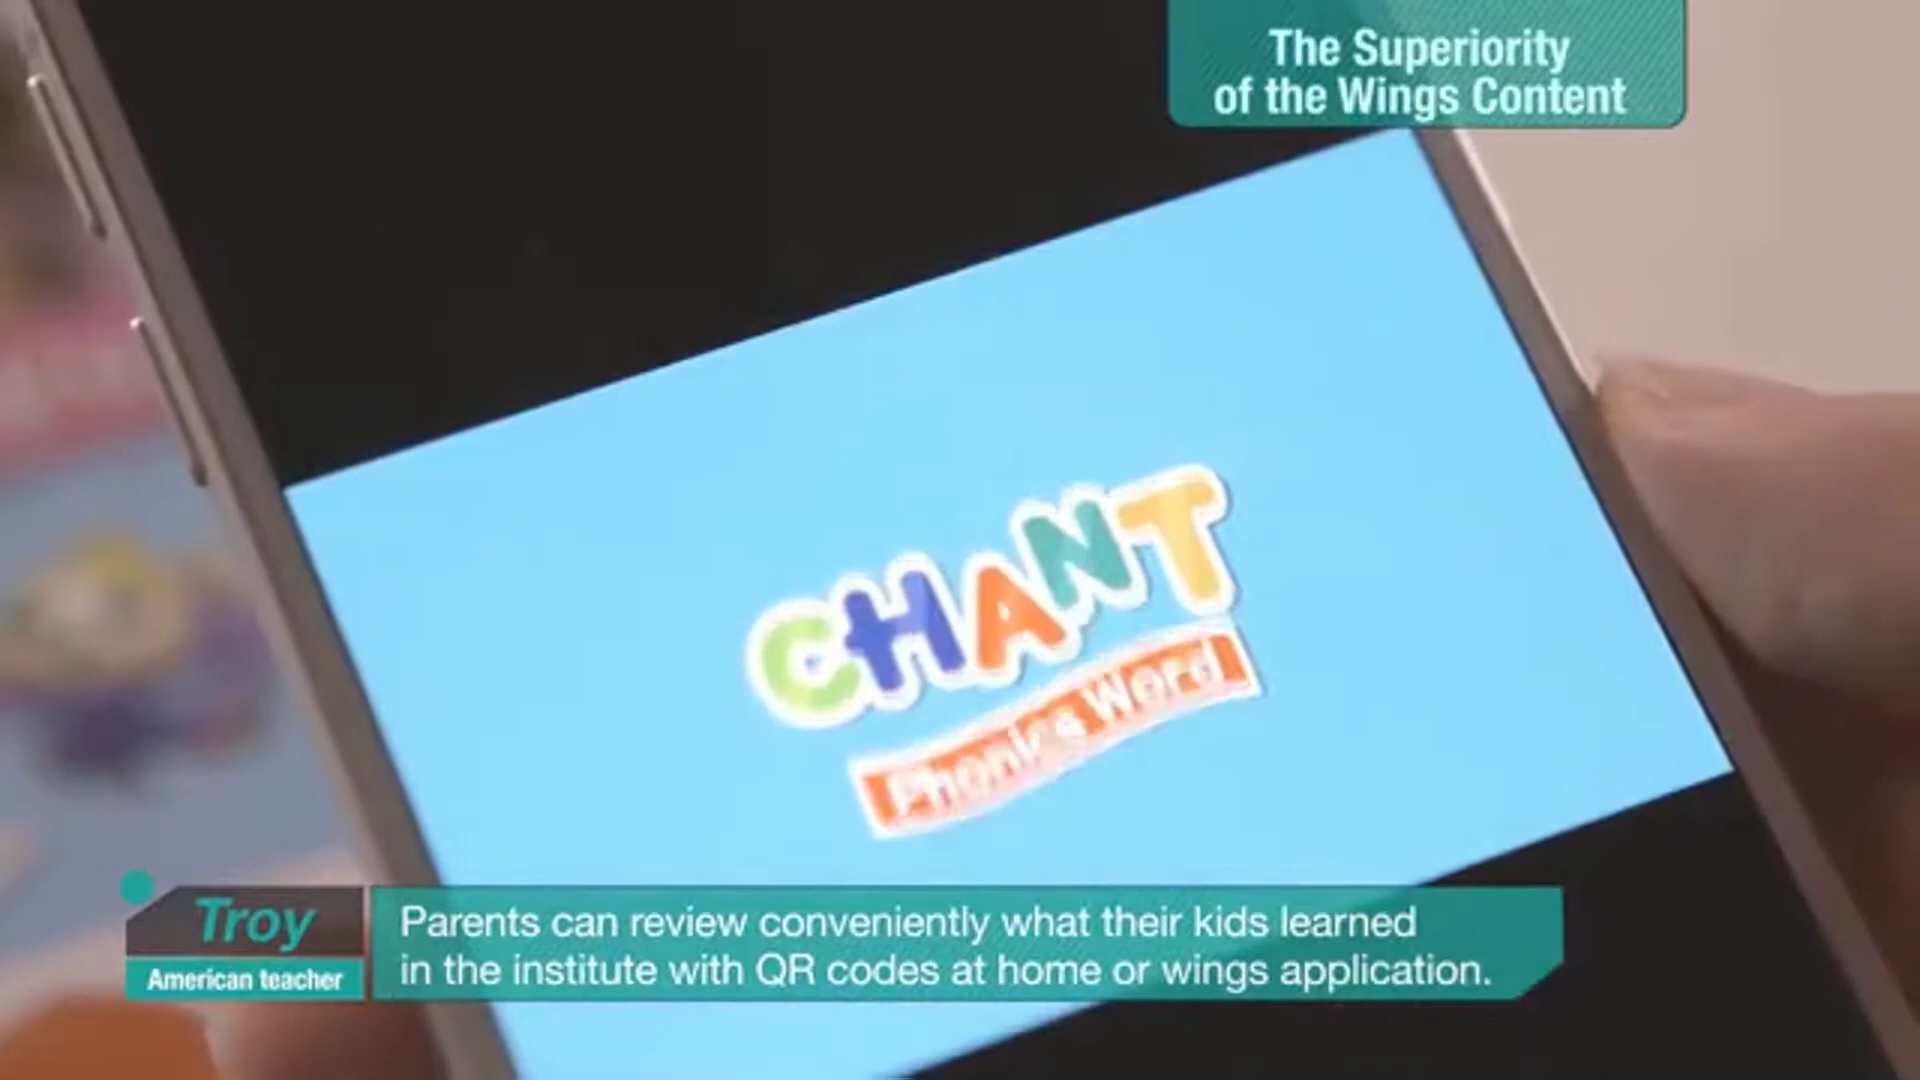 The Superiority
of the Wings Content
CHANT
Phonics Word
Troy
American teacher
Parents can review conveniently what their kids learned
in the institute with QR codes at home or wings application.